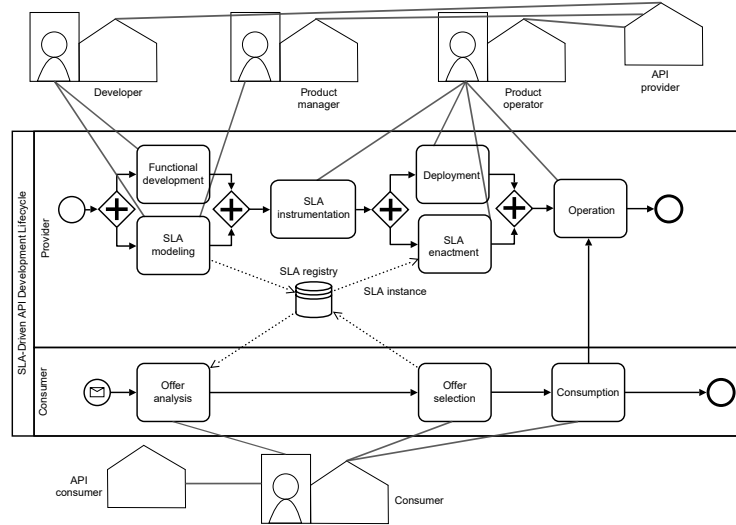 Developer
Product
manager
Product
operator
API
provider
SLA-Driven API Development Lifecycle
Provider
Functional
development
SLA
modeling
SLA
instrumentation
Deployment
SLA
enactment
Operation
SLA registry
SLA instance
Consumer
Offer
analysis
Offer
selection
Consumption
API
consumer
Consumer